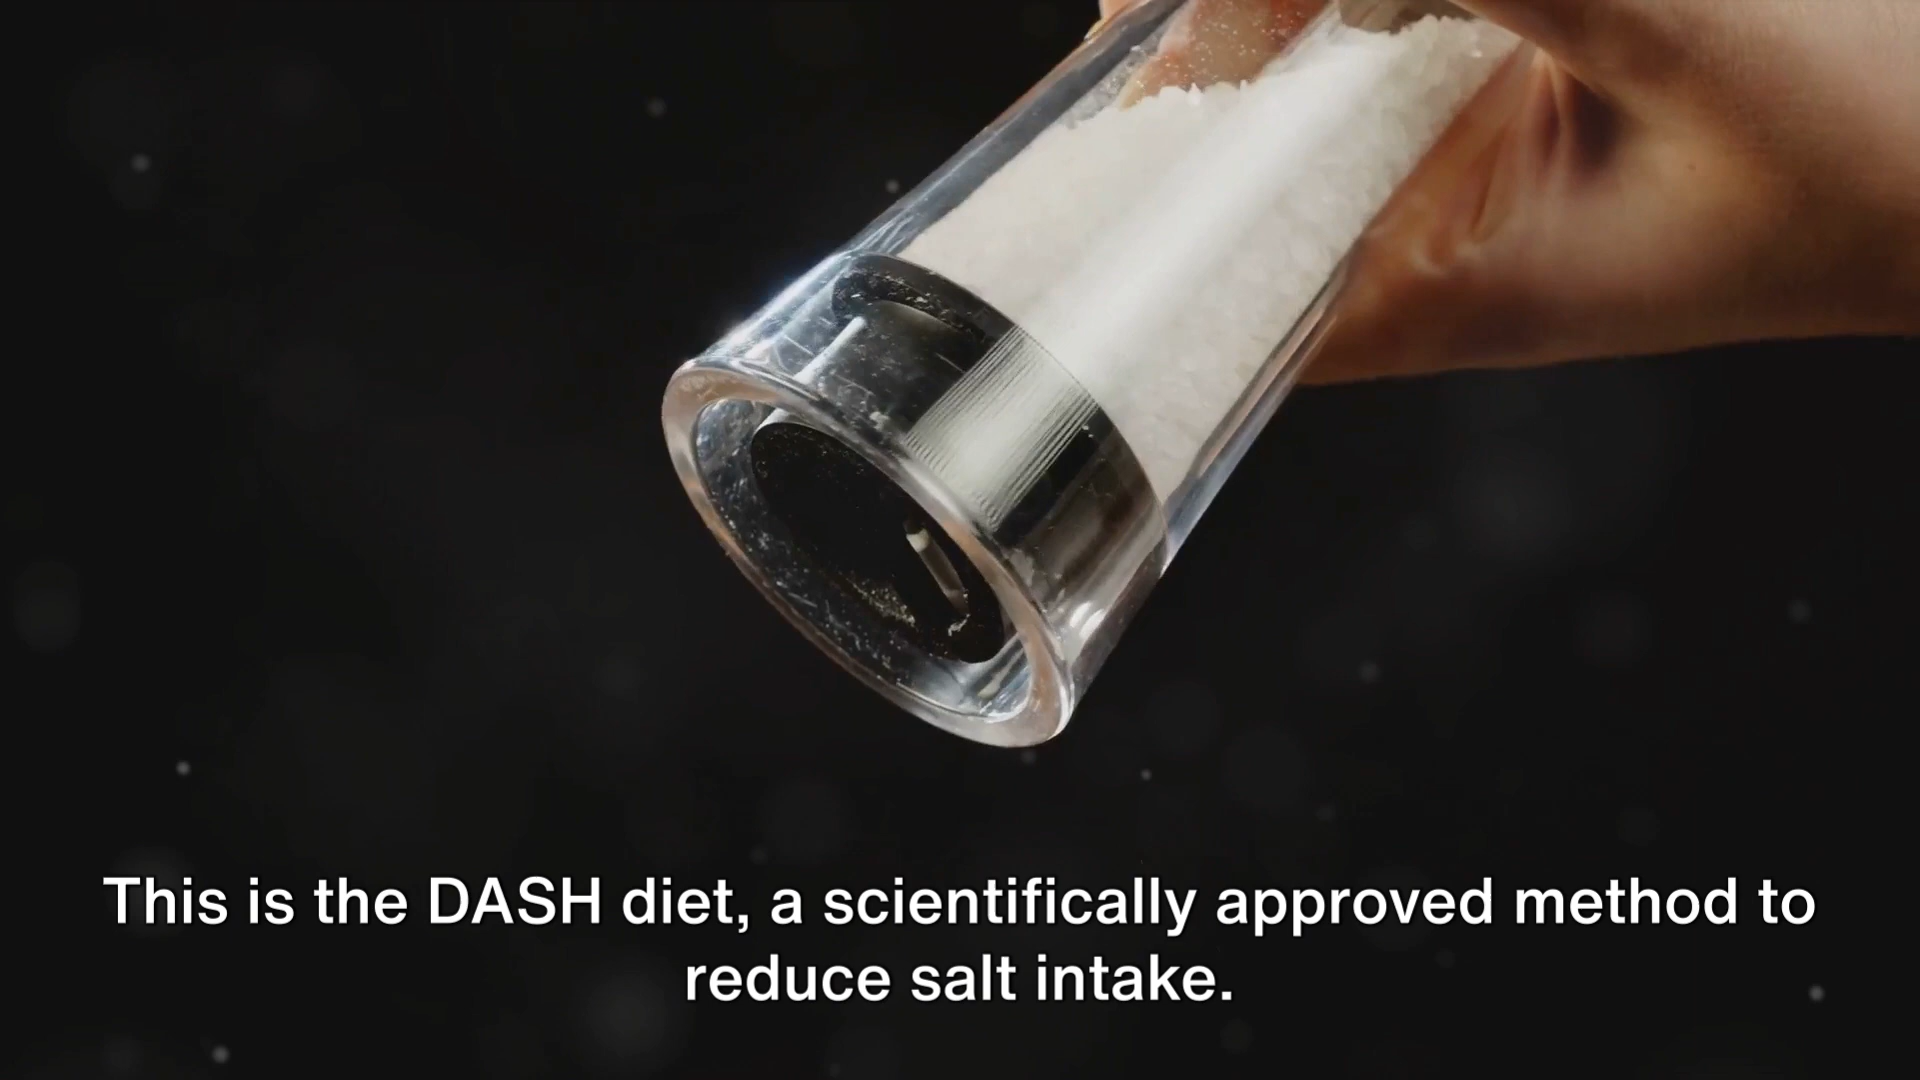 This is the DASH diet, a scientifically approved method to
reduce salt intake.